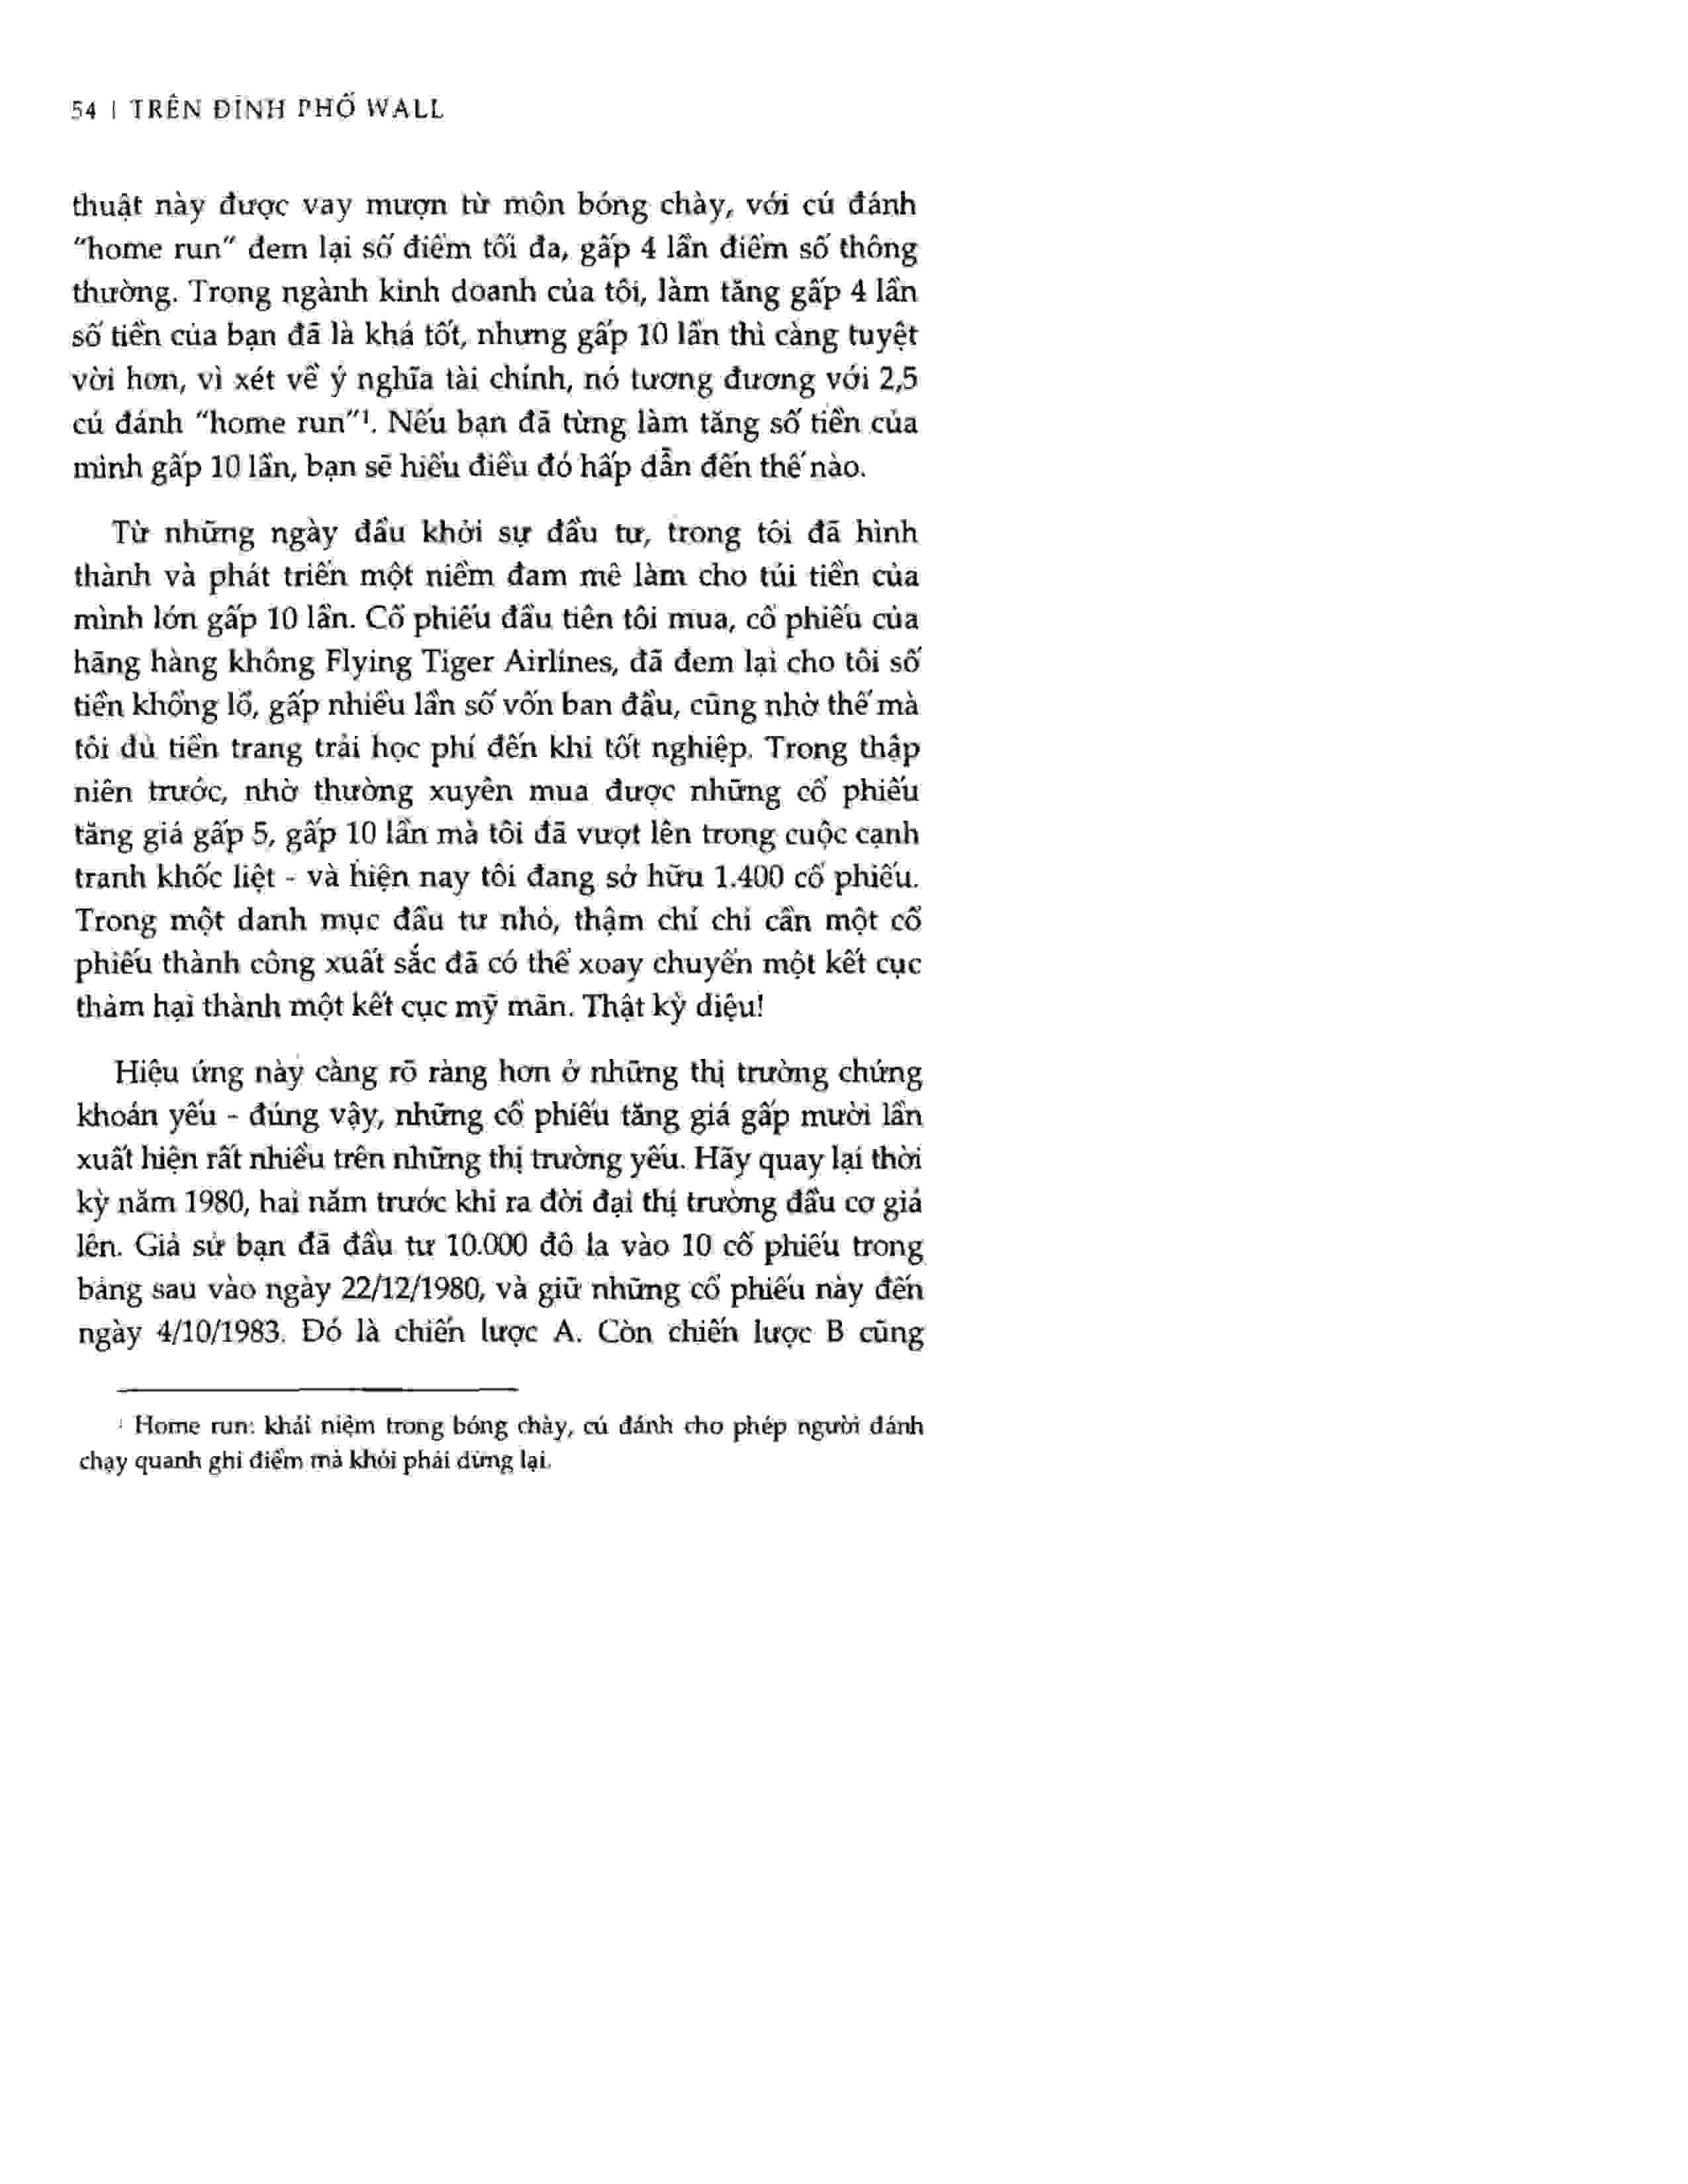 54 | TRÊN ĐỈNH PHỐ WALL
thuật này được vay mượn từ môn bóng chày, với cú đánh
“home run” đem lại số điểm tối đa, gấp 4 lần điểm số thông
thường. Trong ngành kinh doanh của tôi, làm tăng gấp 4 lần
số tiền của bạn đã là khá tốt, nhưng gấp 10 lần thì càng tuyệt
vời hơn, vì xét về ý nghĩa tài chính, nó tương đương với 2,5
cú đánh “home run”¹. Nếu bạn đã từng làm tăng số tiền của
mình gấp 10 lần, bạn sẽ hiểu điều đó hấp dẫn đến thế nào.
Từ những ngày đầu khởi sự đầu tư, trong tôi đã hình
thành và phát triển một niềm đam mê làm cho túi tiền của
mình lớn gấp 10 lần. Cổ phiếu đầu tiên tôi mua, cổ phiếu của
hãng hàng không Flying Tiger Airlines, đã đem lại cho tôi số
tiền khổng lồ, gấp nhiều lần số vốn ban đầu, cũng nhờ thế mà
tôi đủ tiền trang trải học phí đến khi tốt nghiệp. Trong thập
niên trước, nhờ thường xuyên mua được những cổ phiếu
tăng giá gấp 5, gấp 10 lần mà tôi đã vượt lên trong cuộc cạnh
tranh khốc liệt - và hiện nay tôi đang sở hữu 1.400 cổ phiếu.
Trong một danh mục đầu tư nhỏ, thậm chí chỉ cần một cổ
phiếu thành công xuất sắc đã có thể xoay chuyển một kết cục
thảm hại thành một kết cục mỹ mãn. Thật kỳ diệu!
Hiệu ứng này càng rõ ràng hơn ở những thị trường chứng
khoán yếu - đúng vậy, những cổ phiếu tăng giá gấp mười lần
xuất hiện rất nhiều trên những thị trường yếu. Hãy quay lại thời
kỳ năm 1980, hai năm trước khi ra đời đại thị trường đầu cơ giá
lên. Giả sử bạn đã đầu tư 10.000 đô la vào 10 cổ phiếu trong
bảng sau vào ngày 22/12/1980, và giữ những cổ phiếu này đến
ngày 4/10/1983. Đó là chiến lược A. Còn chiến lược B cũng
¹ Home run: khái niệm trong bóng chày, cú đánh cho phép người đánh
chạy quanh ghi điểm mà khỏi phải dừng lại.